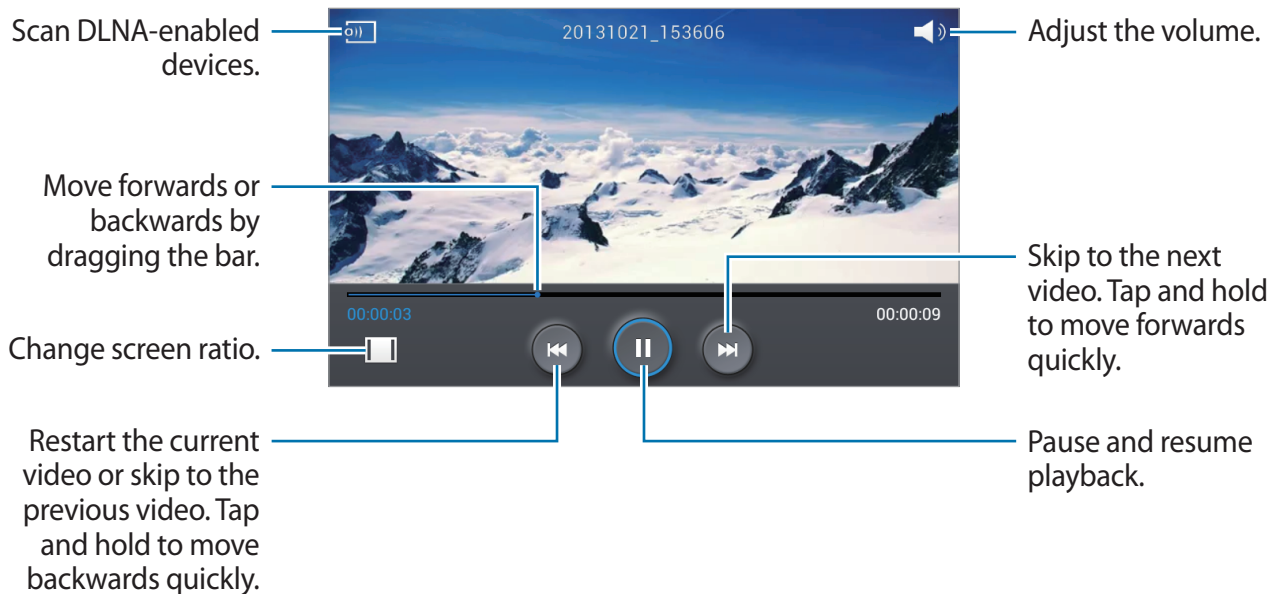 Scan DLNA-enabled
devices.
20131021_153606
Adjust the volume.
Move forwards or
backwards by
dragging the bar.
Skip to the next
video. Tap and hold
to move forwards
quickly.
00:00:03
00:00:09
Change screen ratio.
Restart the current
video or skip to the
previous video. Tap
and hold to move
backwards quickly.
Pause and resume
playback.